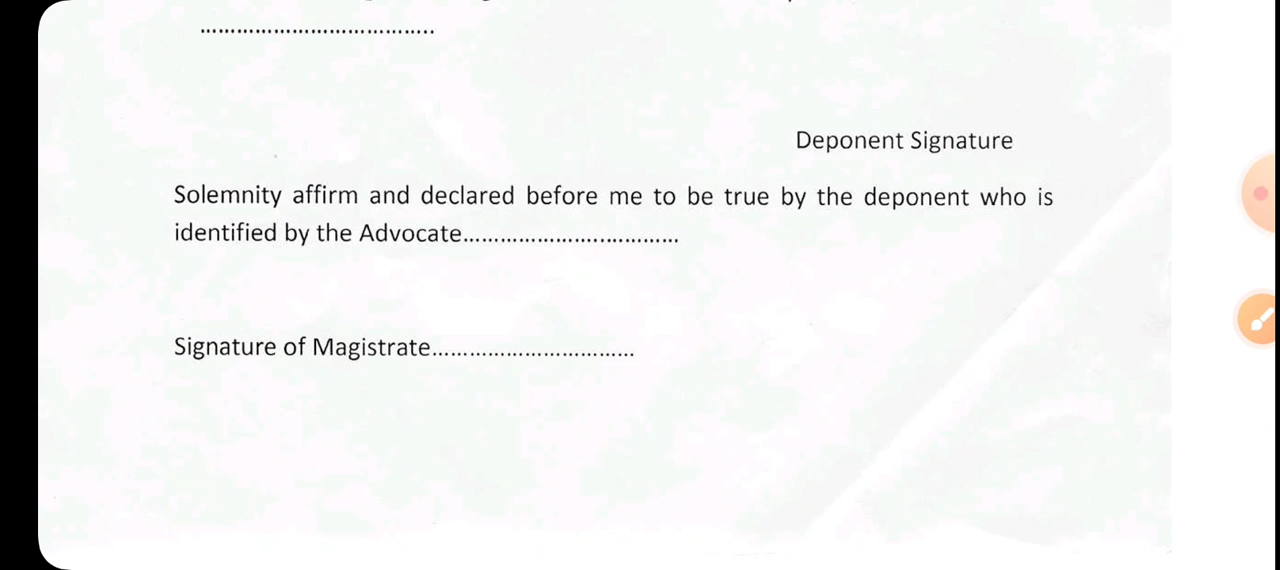 .......................................
Deponent Signature
Solemnity affirm and declared before me to be true by the deponent who is
identified by the Advocate...................................
Signature of Magistrate.................................